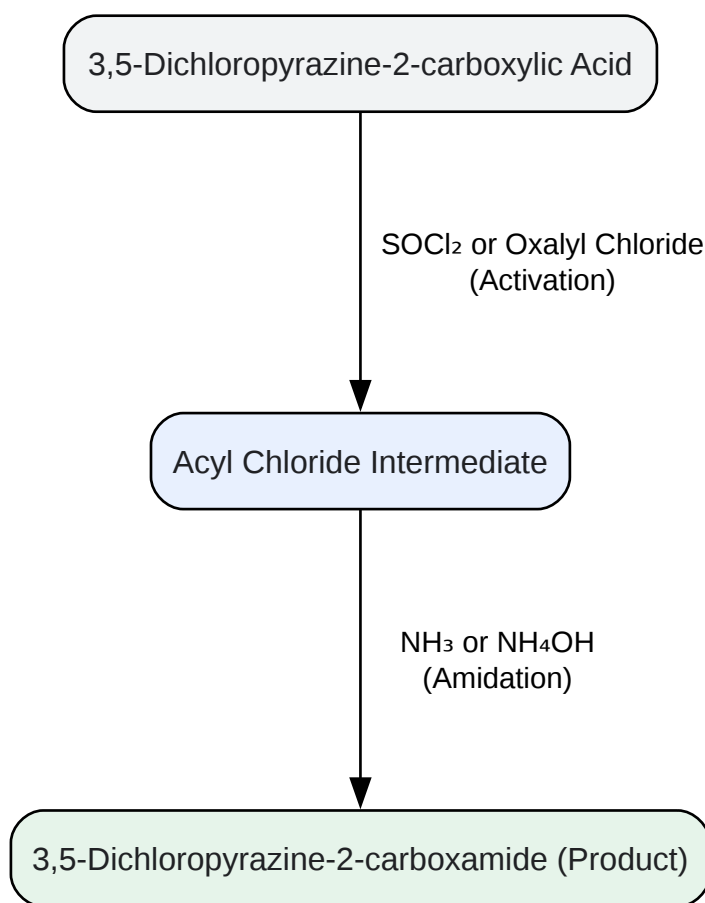 3,5-Dichloropyrazine-2-carboxylic Acid
SOCl₂ or Oxalyl Chloride
(Activation)
Acyl Chloride Intermediate
NH₃ or NH₄OH
(Amidation)
3,5-Dichloropyrazine-2-carboxamide (Product)